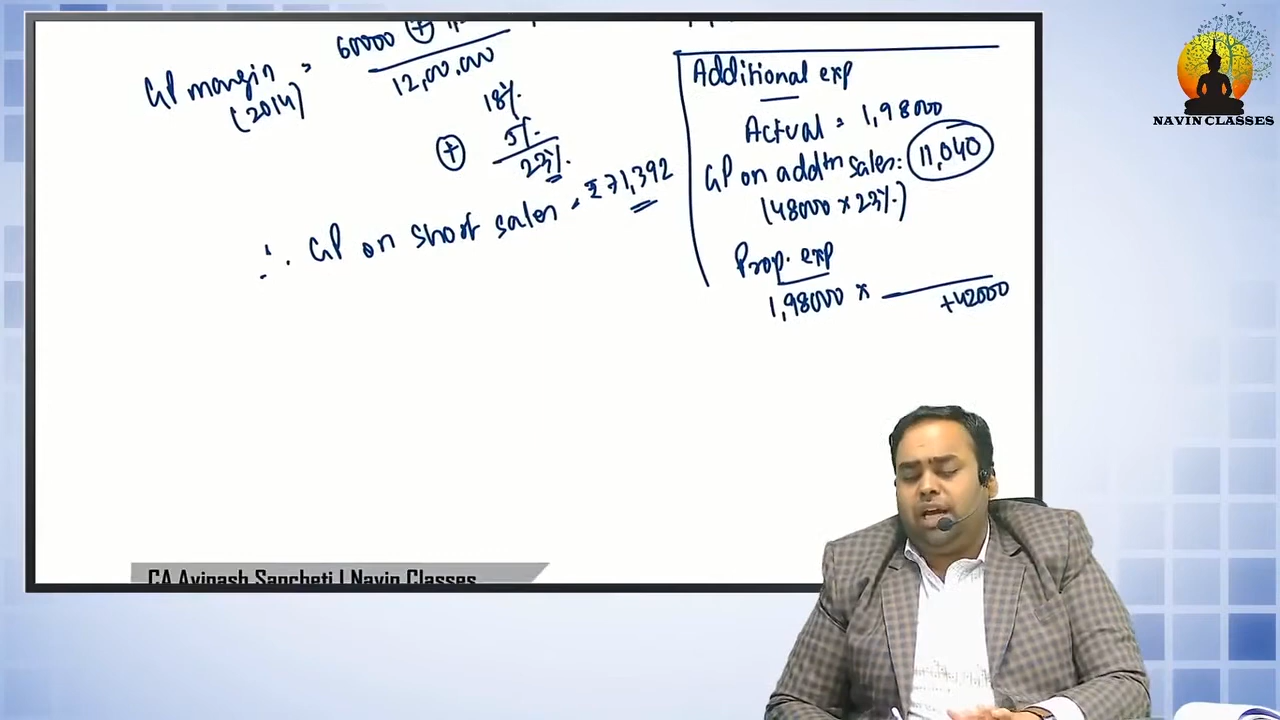 60000 ⊕
12,00,000
GP margin =
(2014)
18%
⊕ 5%
23%
∴ GP on short sales = ₹71,392
Additional exp
Actual = 1,98000
GP on addtn sales: 11,040
(48000 x 23%)
Prop. exp
1,98000 x
+42000
NAVIN CLASSES
CA Avinash Sancheti | Navin Classes